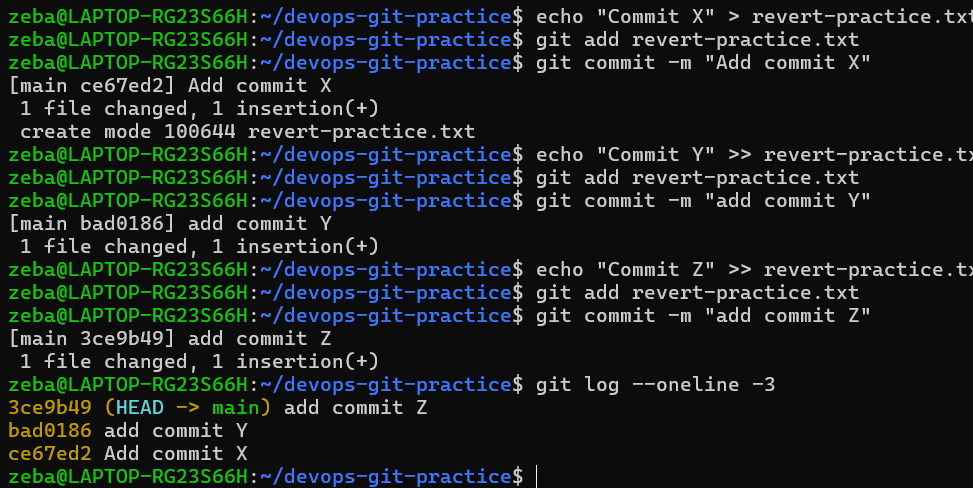 zeba@LAPTOP-RG23S66H:~/devops-git-practice$ echo "Commit X" > revert-practice.txt
zeba@LAPTOP-RG23S66H:~/devops-git-practice$ git add revert-practice.txt
zeba@LAPTOP-RG23S66H:~/devops-git-practice$ git commit -m "Add commit X"
[main ce67ed2] Add commit X
 1 file changed, 1 insertion(+)
 create mode 100644 revert-practice.txt
zeba@LAPTOP-RG23S66H:~/devops-git-practice$ echo "Commit Y" >> revert-practice.tx
zeba@LAPTOP-RG23S66H:~/devops-git-practice$ git add revert-practice.txt
zeba@LAPTOP-RG23S66H:~/devops-git-practice$ git commit -m "add commit Y"
[main bad0186] add commit Y
 1 file changed, 1 insertion(+)
zeba@LAPTOP-RG23S66H:~/devops-git-practice$ echo "Commit Z" >> revert-practice.tx
zeba@LAPTOP-RG23S66H:~/devops-git-practice$ git add revert-practice.txt
zeba@LAPTOP-RG23S66H:~/devops-git-practice$ git commit -m "add commit Z"
[main 3ce9b49] add commit Z
 1 file changed, 1 insertion(+)
zeba@LAPTOP-RG23S66H:~/devops-git-practice$ git log --oneline -3
3ce9b49 (HEAD -> main) add commit Z
bad0186 add commit Y
ce67ed2 Add commit X
zeba@LAPTOP-RG23S66H:~/devops-git-practice$